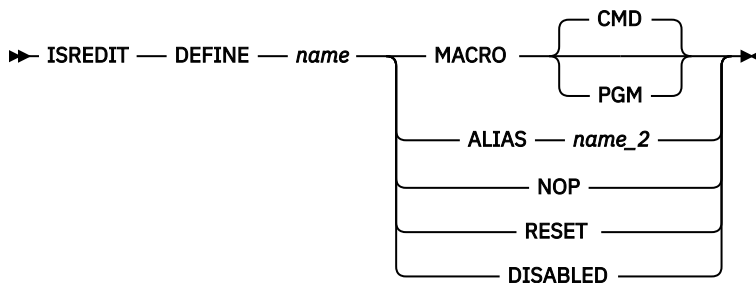 CMD
ISREDIT DEFINE name MACRO
PGM
ALIAS name_2
NOP
RESET
DISABLED